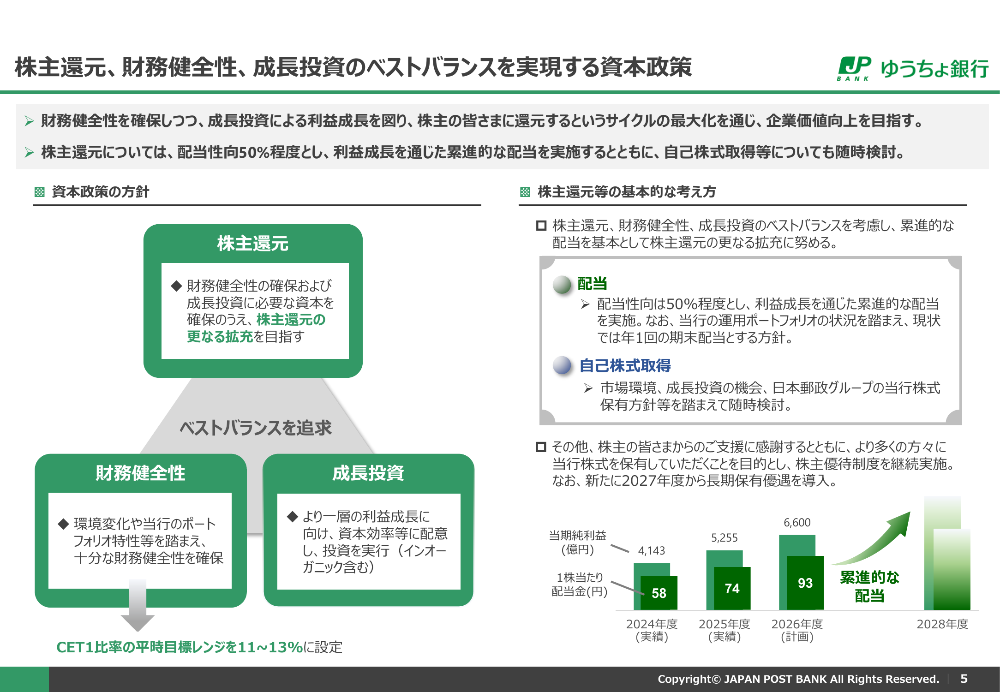 株主還元、財務健全性、成長投資のベストバランスを実現する資本政策
JP BANK ゆうちょ銀行
➢ 財務健全性を確保しつつ、成長投資による利益成長を図り、株主の皆さまに還元するというサイクルの最大化を通じ、企業価値向上を目指す。
➢ 株主還元については、配当性向50%程度とし、利益成長を通じた累進的な配当を実施するとともに、自己株式取得等についても随時検討。
資本政策の方針
株主還元
◆ 財務健全性の確保および
成長投資に必要な資本を
確保のうえ、株主還元の
更なる拡充を目指す
ベストバランスを追求
財務健全性
◆ 環境変化や当行のポート
フォリオ特性等を踏まえ、
十分な財務健全性を確保
成長投資
◆ より一層の利益成長に
向け、資本効率等に配意
し、投資を実行（インオー
ガニック含む）
CET1比率の平時目標レンジを11~13%に設定
株主還元等の基本的な考え方
株主還元、財務健全性、成長投資のベストバランスを考慮し、累進的な
配当を基本として株主還元の更なる拡充に努める。
配当
➢ 配当性向は50%程度とし、利益成長を通じた累進的な配当
を実施。なお、当行の運用ポートフォリオの状況を踏まえ、現状
では年1回の期末配当とする方針。
自己株式取得
➢ 市場環境、成長投資の機会、日本郵政グループの当行株式
保有方針等を踏まえて随時検討。
その他、株主の皆さまからのご支援に感謝するとともに、より多くの方々に
当行株式を保有していただくことを目的とし、株主優待制度を継続実施。
なお、新たに2027年度から長期保有優遇を導入。
当期純利益
(億円)
4,143
5,255
6,600
1株当たり
配当金(円)
58
74
93
累進的な
配当
2024年度
(実績)
2025年度
(実績)
2026年度
(計画)
2028年度
Copyright© JAPAN POST BANK All Rights Reserved.
5